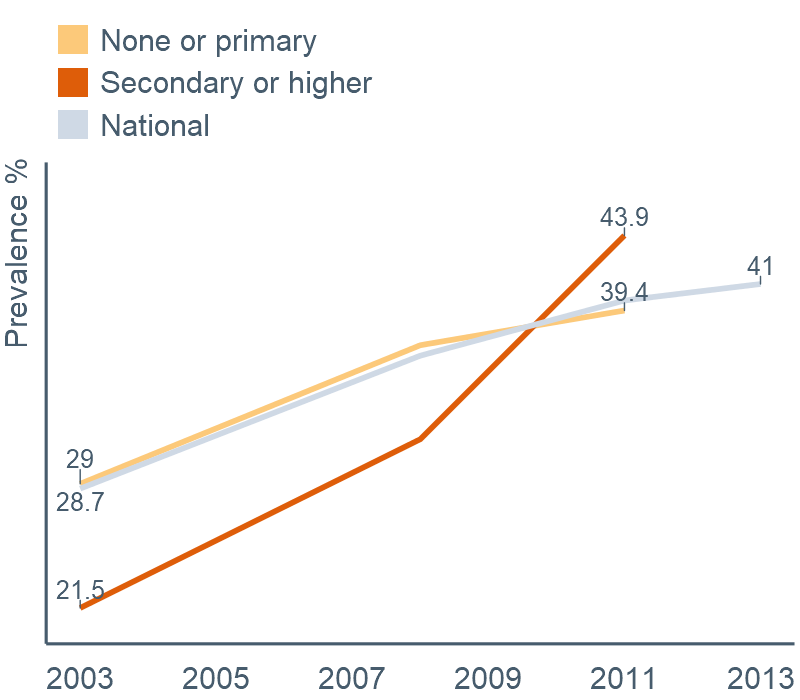 None or primary
Secondary or higher
National
Prevalence %
43.9
41
39.4
29
28.7
21.5
2003 2005 2007 2009 2011 2013